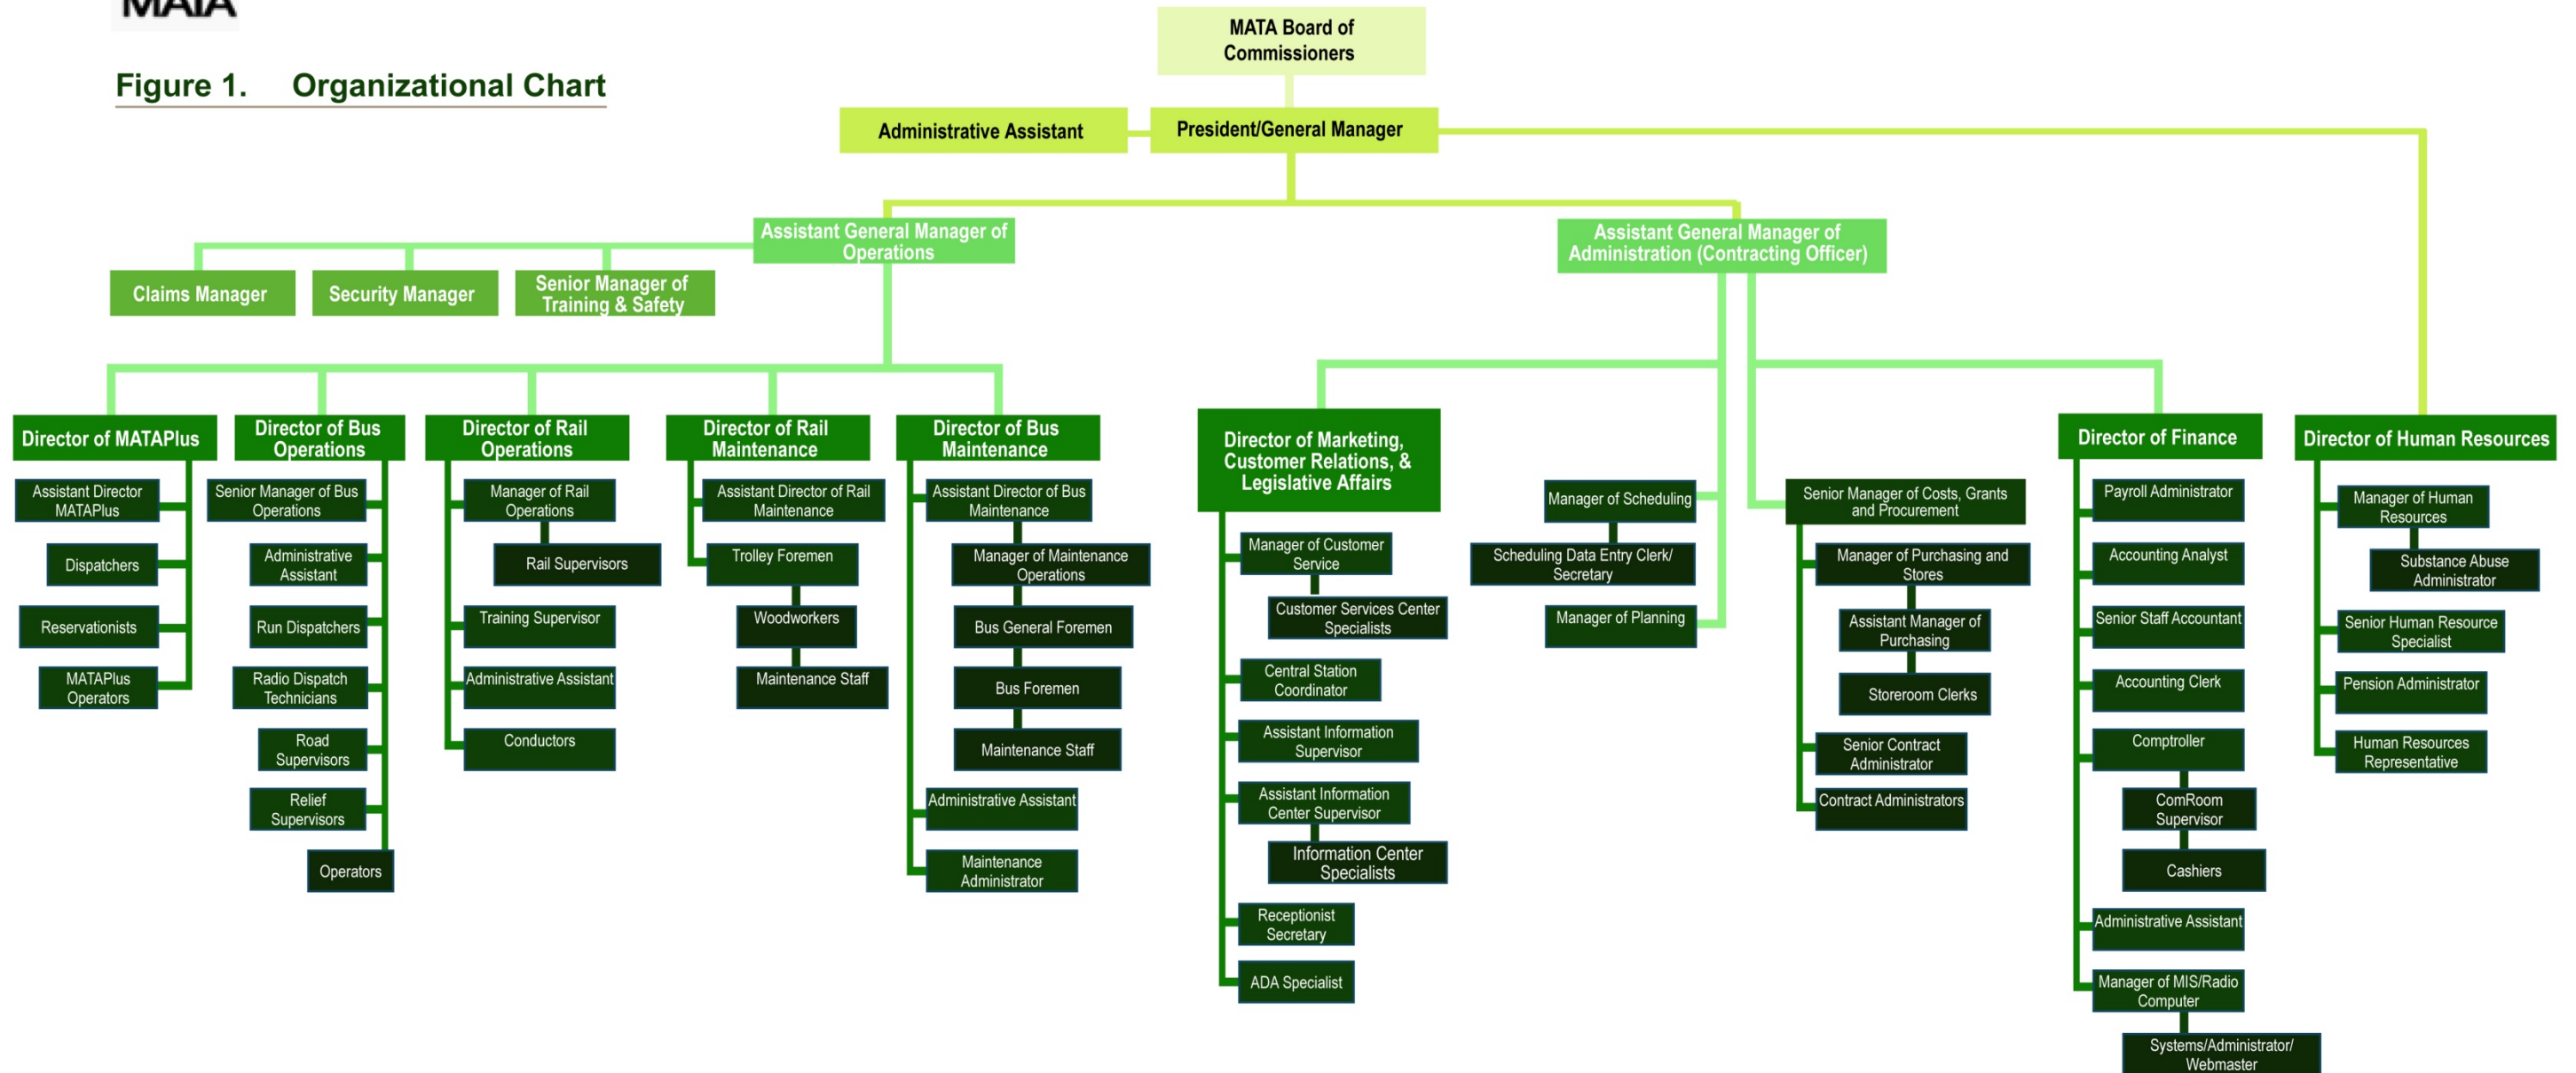 MATA
Figure 1. Organizational Chart
MATA Board of
Commissioners
Administrative Assistant
President/General Manager
Assistant General Manager of
Operations
Assistant General Manager of
Administration (Contracting Officer)
Claims Manager
Security Manager
Senior Manager of
Training & Safety
Director of MATAPlus
Assistant Director
MATAPlus
Dispatchers
Reservationists
MATAPlus
Operators
Director of Bus
Operations
Senior Manager of Bus
Operations
Administrative
Assistant
Run Dispatchers
Radio Dispatch
Technicians
Road
Supervisors
Relief
Supervisors
Operators
Director of Rail
Operations
Manager of Rail
Operations
Rail Supervisors
Training Supervisor
Administrative Assistant
Conductors
Director of Rail
Maintenance
Assistant Director of Rail
Maintenance
Trolley Foremen
Woodworkers
Maintenance Staff
Director of Bus
Maintenance
Assistant Director of Bus
Maintenance
Manager of Maintenance
Operations
Bus General Foremen
Bus Foremen
Maintenance Staff
Administrative Assistant
Maintenance
Administrator
Director of Marketing,
Customer Relations, &
Legislative Affairs
Manager of Customer
Service
Customer Services Center
Specialists
Central Station
Coordinator
Assistant Information
Supervisor
Assistant Information
Center Supervisor
Information Center
Specialists
Receptionist
Secretary
ADA Specialist
Manager of Scheduling
Scheduling Data Entry Clerk/
Secretary
Manager of Planning
Senior Manager of Costs, Grants
and Procurement
Manager of Purchasing and
Stores
Assistant Manager of
Purchasing
Storeroom Clerks
Senior Contract
Administrator
Contract Administrators
Director of Finance
Payroll Administrator
Accounting Analyst
Senior Staff Accountant
Accounting Clerk
Comptroller
ComRoom
Supervisor
Cashiers
Administrative Assistant
Manager of MIS/Radio
Computer
Systems/Administrator/
Webmaster
Director of Human Resources
Manager of Human
Resources
Substance Abuse
Administrator
Senior Human Resource
Specialist
Pension Administrator
Human Resources
Representative